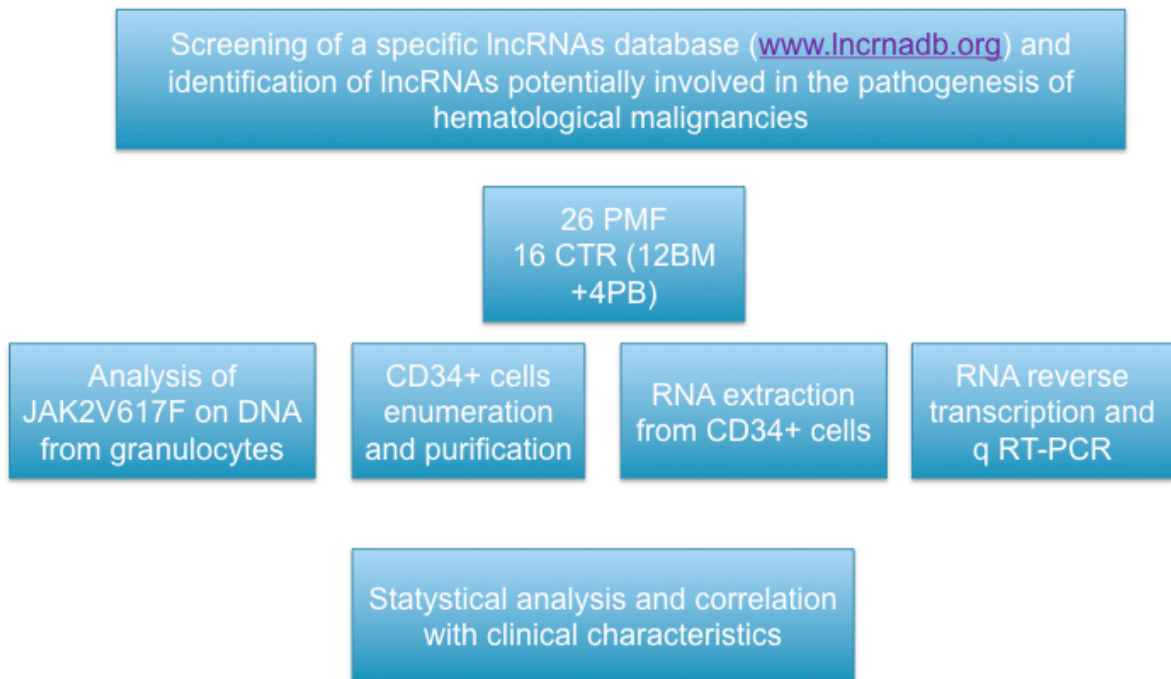 Screening of a specific lncRNAs database (www.lncrnadb.org) and
identification of lncRNAs potentially involved in the pathogenesis of
hematological malignancies
26 PMF
16 CTR (12BM
+4PB)
Analysis of
JAK2V617F on DNA
from granulocytes
CD34+ cells
enumeration
and purification
RNA extraction
from CD34+ cells
RNA reverse
transcription and
q RT-PCR
Statystical analysis and correlation
with clinical characteristics